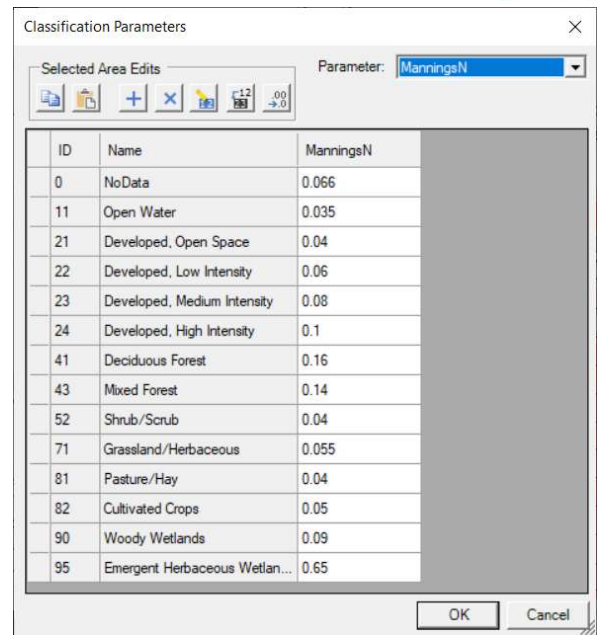 Classification Parameters
Selected Area Edits
Parameter: ManningsN
ID Name ManningsN
0 NoData 0.066
11 Open Water 0.035
21 Developed, Open Space 0.04
22 Developed, Low Intensity 0.06
23 Developed, Medium Intensity 0.08
24 Developed, High Intensity 0.1
41 Deciduous Forest 0.16
43 Mixed Forest 0.14
52 Shrub/Scrub 0.04
71 Grassland/Herbaceous 0.055
81 Pasture/Hay 0.04
82 Cultivated Crops 0.05
90 Woody Wetlands 0.09
95 Emergent Herbaceous Wetlan... 0.65
OK Cancel